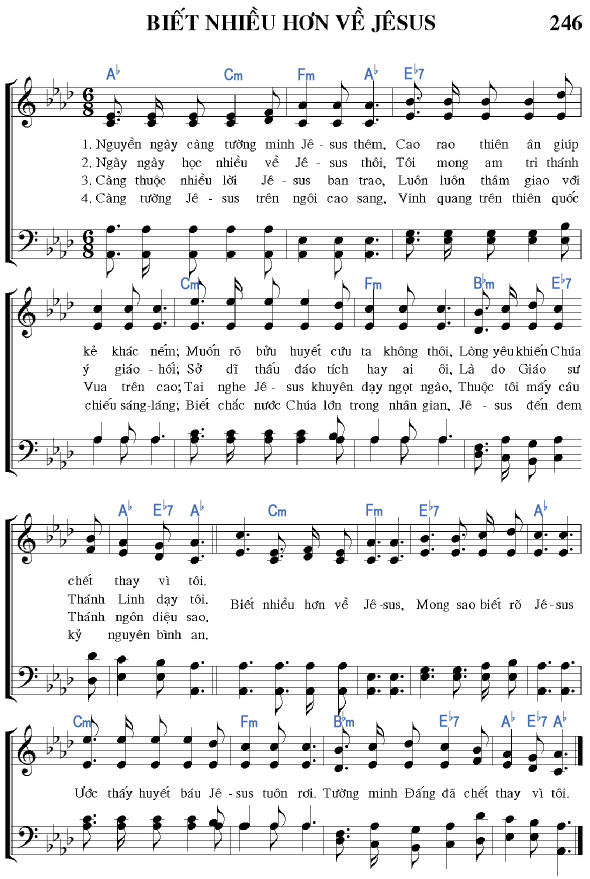 BIẾT NHIỀU HƠN VỀ JÊSUS 246
A♭ Cm Fm A♭ E♭7
6 8
1. Nguyền ngày càng tường minh Jê-sus thêm, Cao rao thiên ân giúp
2. Ngày ngày học nhiều về Jê-sus thôi, Tôi mong am tri thánh
3. Càng thuộc nhiều lời Jê-sus ban trao, Luôn luôn thầm giao với
4. Càng tường Jê-sus trên ngôi cao sang, Vinh quang trên thiên quốc
6 8
Cm Fm B♭m E♭7
kẻ khác nếm; Muốn rõ bửu huyết cứu ta không thôi, Lòng yêu khiến Chúa
ý giao-hối; Sở dĩ thấu đáo tích hay ai ôi, Là do Giáo sư
Vua trên cao; Tai nghe Jê-sus khuyên dạy ngọt ngào, Thuộc tôi mấy câu
chiếu sáng-láng; Biết chắc nước Chúa lớn trong nhân gian, Jê-sus đến đem
A♭ E♭7 A♭ Cm Fm E♭7 A♭
chết thay vì tôi.
Thánh Linh dạy tôi.
Thánh ngôn diệu sao.
kỷ nguyên bình an.
Biết nhiều hơn về Jê-sus, Mong sao biết rõ Jê-sus
Cm Fm B♭m E♭7 A♭ E♭7 A♭
Ước thấy huyết báu Jê-sus tuôn rơi. Tường minh Đấng đã chết thay vì tôi.